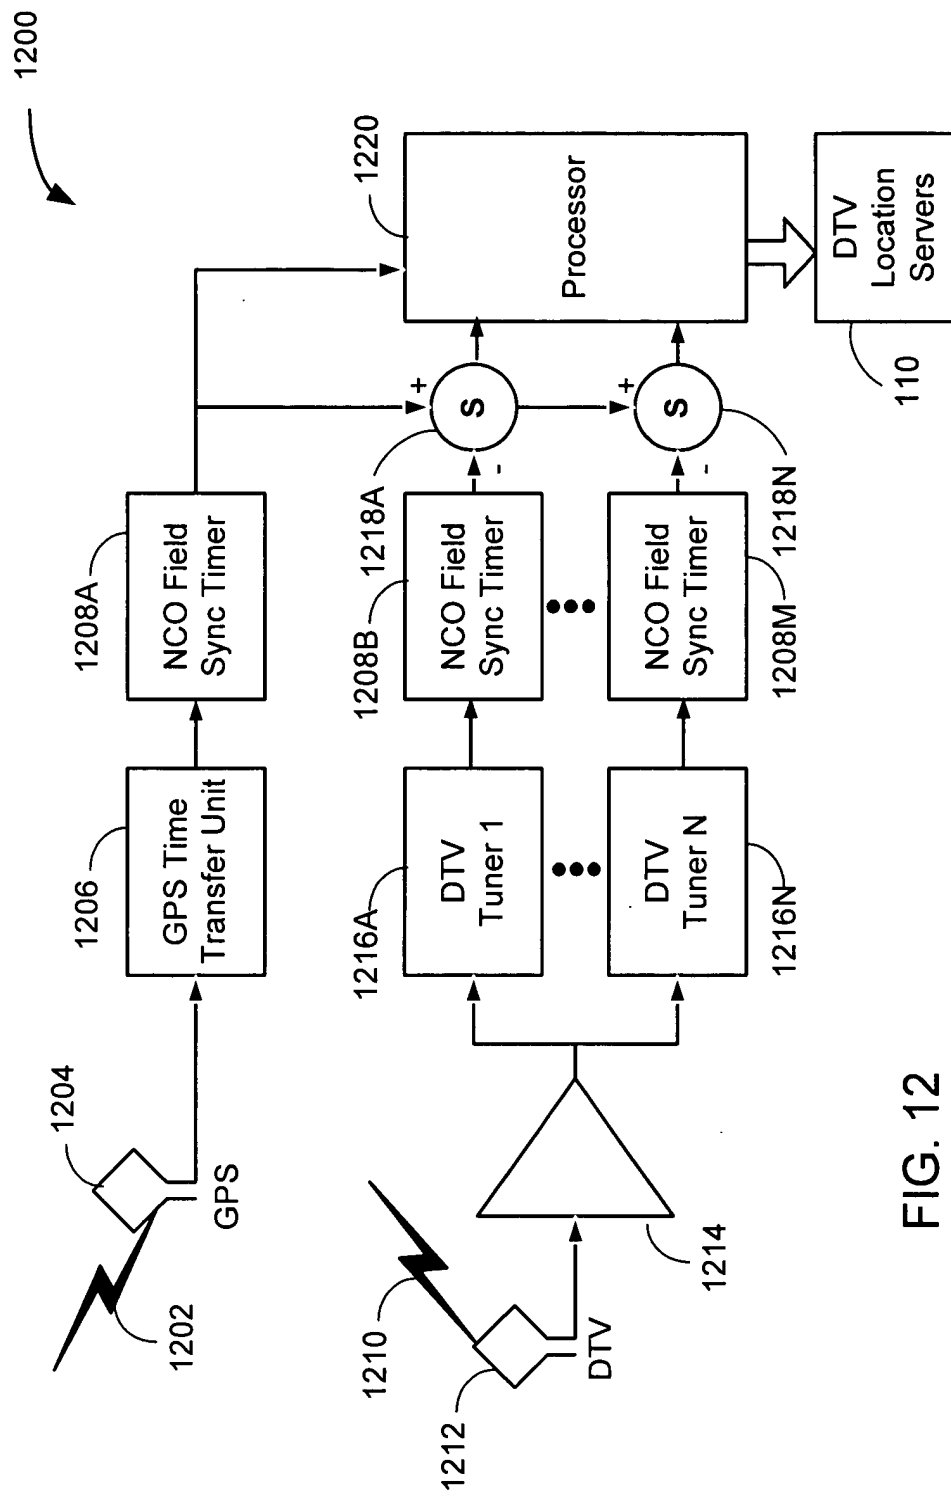 1200
1204
1202
GPS
1206
GPS Time
Transfer Unit
1208A
NCO Field
Sync Timer
1210
1212
DTV
1214
1216A
DTV
Tuner 1
1208B
NCO Field
Sync Timer
1218A
+
S
-
1220
Processor
1216N
DTV
Tuner N
1208M
NCO Field
Sync Timer
1218N
+
S
-
110
DTV
Location
Servers
FIG. 12